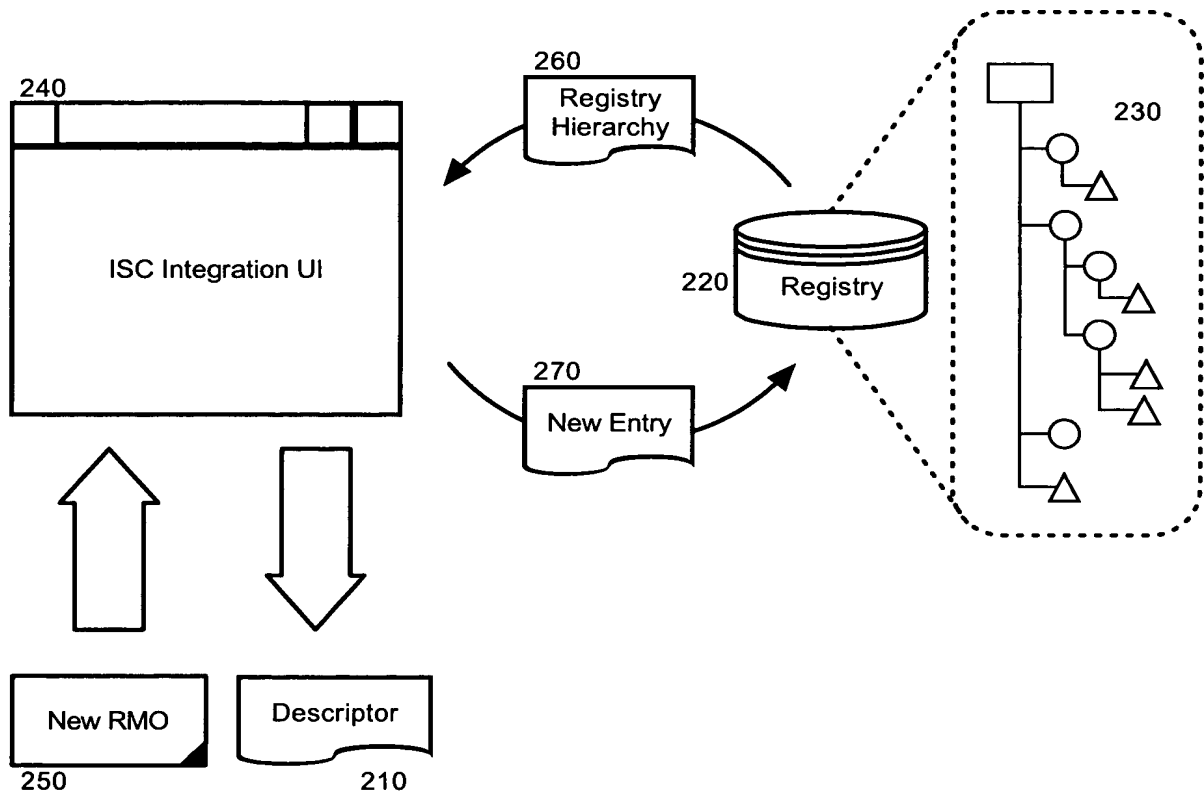 240
260
Registry
Hierarchy
230
ISC Integration UI
220
Registry
270
New Entry
New RMO
Descriptor
250
210